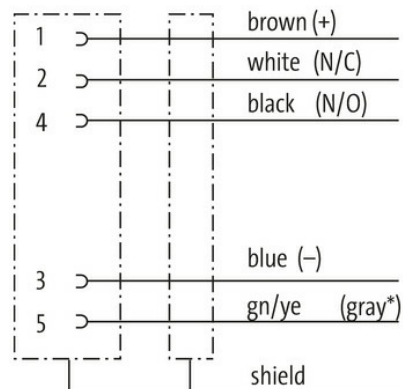 1 brown (+)
2 white (N/C)
4 black (N/O)
3 blue (–)
5 gn/ye (gray*)
shield